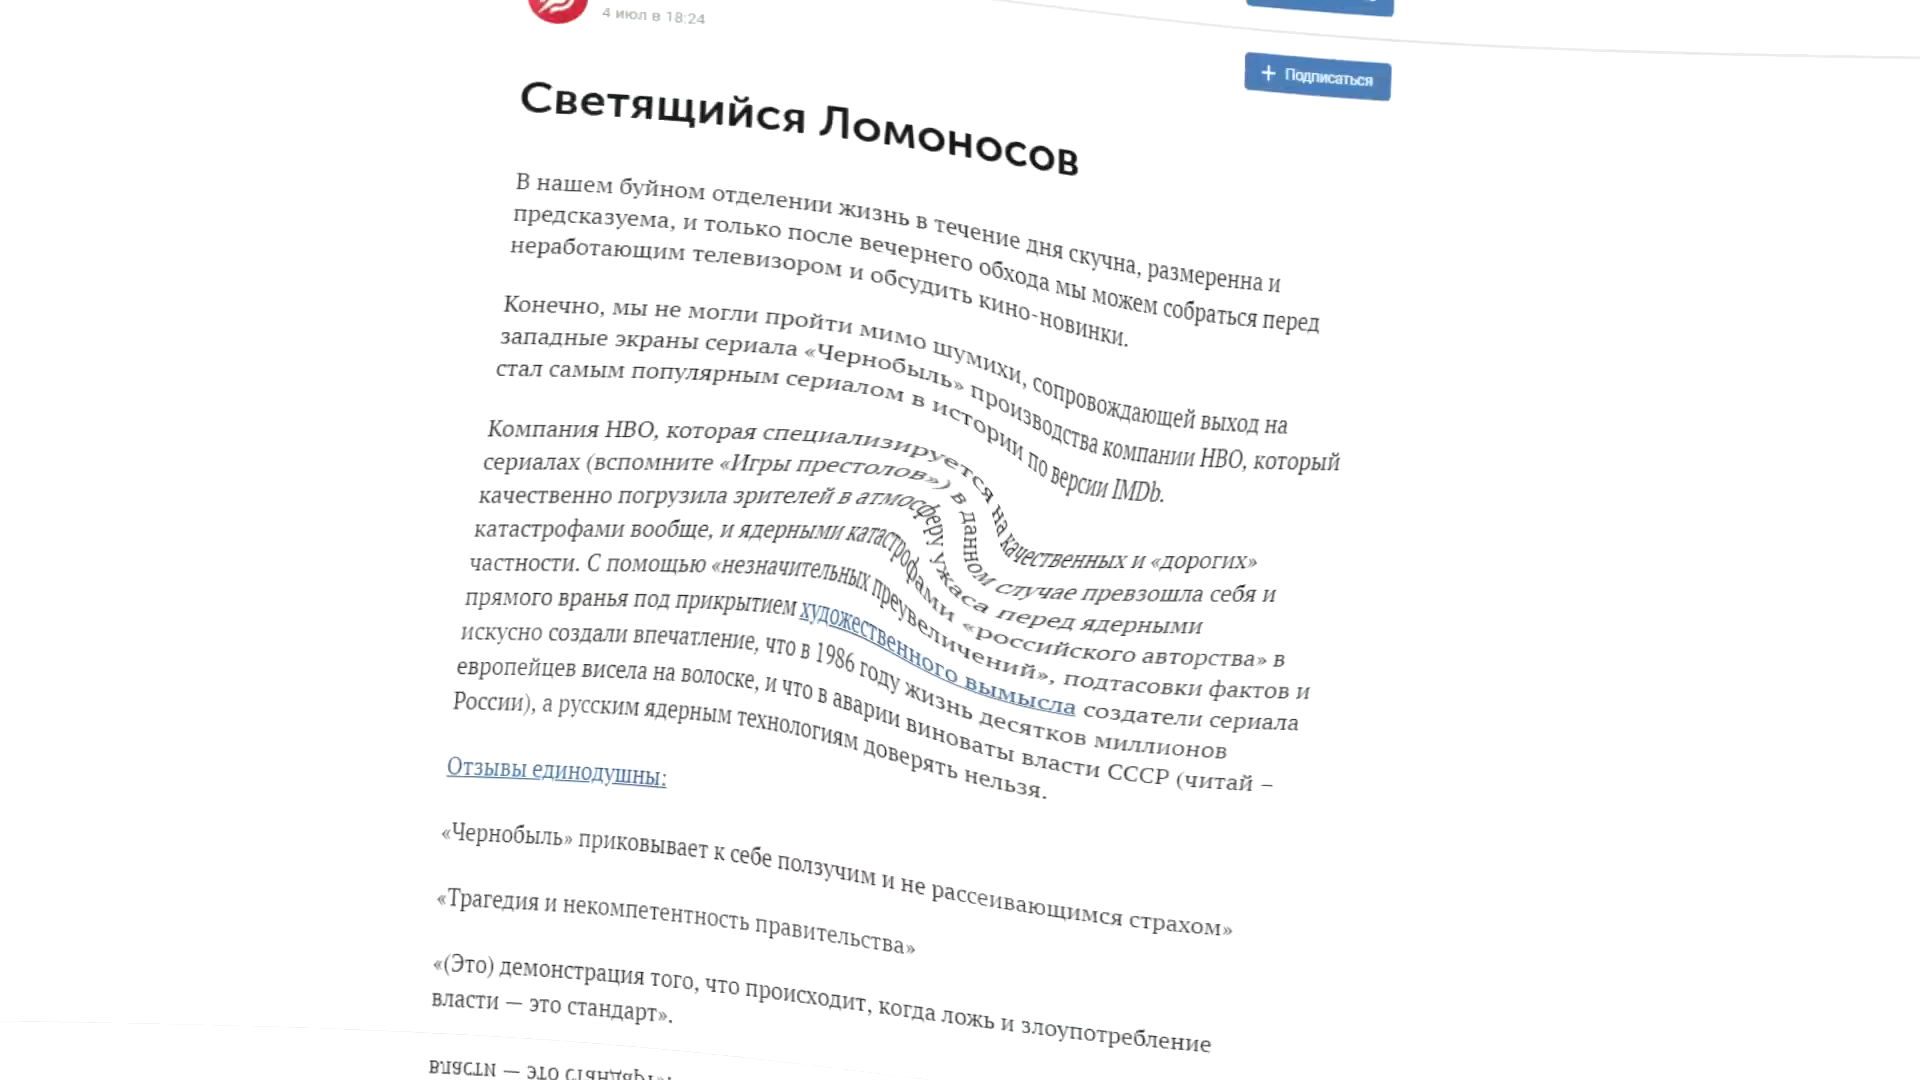 4 июл в 18:24
Подписаться
Светящийся Ломоносов
В нашем буйном отделении жизнь в течение дня скучна, размеренна и
предсказуема, и только после вечернего обхода мы можем собраться перед
неработающим телевизором и обсудить кино-новинки.
Конечно, мы не могли пройти мимо шумихи, сопровождающей выход на
западные экраны сериала «Чернобыль» производства компании HBO, который
стал самым популярным сериалом в истории по версии IMDb.
Компания HBO, которая специализируется на качественных и «дорогих»
сериалах (вспомните «Игры престолов») в данном случае превзошла себя и
качественно погрузила зрителей в атмосферу ужаса перед ядерными
катастрофами вообще, и ядерными катастрофами «российского авторства» в
частности. С помощью «незначительных преувеличений», подтасовки фактов и
прямого вранья под прикрытием художественного вымысла создатели сериала
искусно создали впечатление, что в 1986 году жизнь десятков миллионов
европейцев висела на волоске, и что в аварии виноваты власти СССР (читай –
России), а русским ядерным технологиям доверять нельзя.
Отзывы единодушны:
«Чернобыль» приковывает к себе ползучим и не рассеивающимся страхом»
«Трагедия и некомпетентность правительства»
«(Это) демонстрация того, что происходит, когда ложь и злоупотребление
власти — это стандарт».